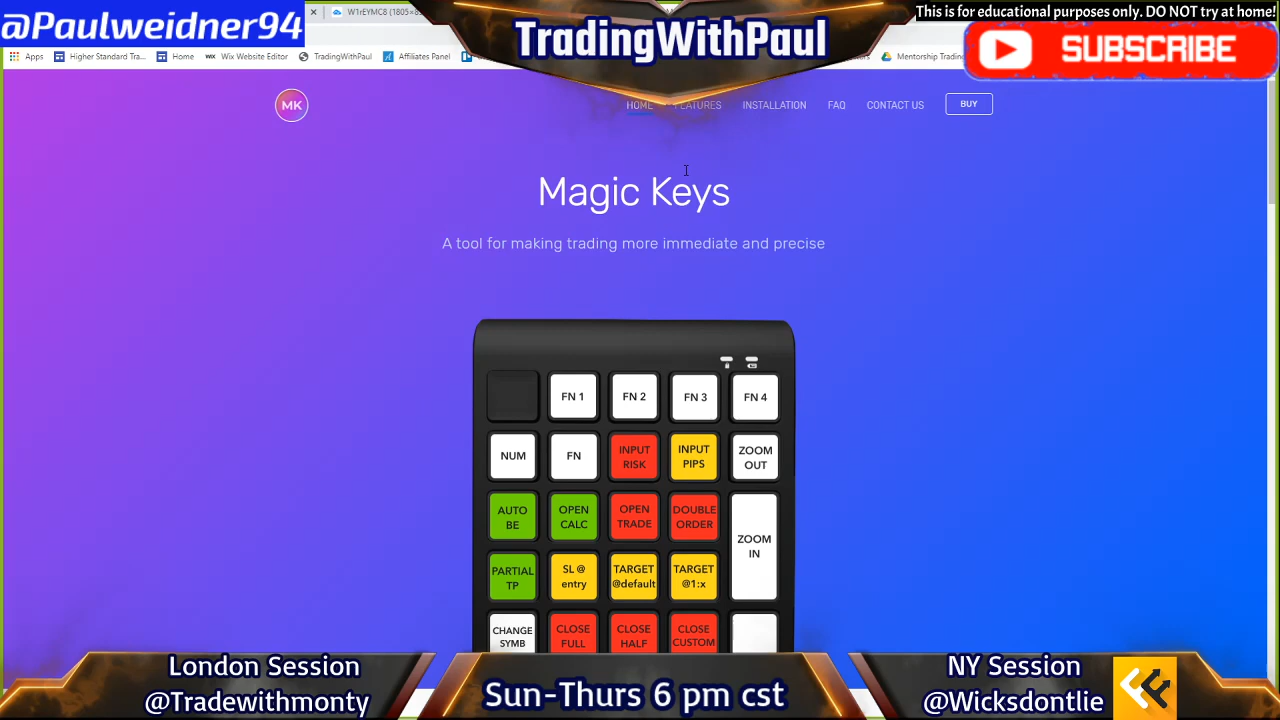 @Paulweidner94
W1rEYMC8 (1805×8
TradingWithPaul
This is for educational purposes only. DO NOT try at home!
SUBSCRIBE
Apps
Higher Standard Tra...
Home
WIX Wix Website Editor
TradingWithPaul
Affiliates Panel
Mentorship Trading
MK
HOME
FEATURES
INSTALLATION
FAQ
CONTACT US
BUY
Magic Keys
A tool for making trading more immediate and precise
FN 1
FN 2
FN 3
FN 4
NUM
FN
INPUT
RISK
INPUT
PIPS
ZOOM
OUT
AUTO
BE
OPEN
CALC
OPEN
TRADE
DOUBLE
ORDER
ZOOM
IN
PARTIAL
TP
SL @
entry
TARGET
@default
TARGET
@1:x
CHANGE
SYMB
CLOSE
FULL
CLOSE
HALF
CLOSE
CUSTOM
London Session
@Tradewithmonty
Sun-Thurs 6 pm cst
NY Session
@Wicksdontlie